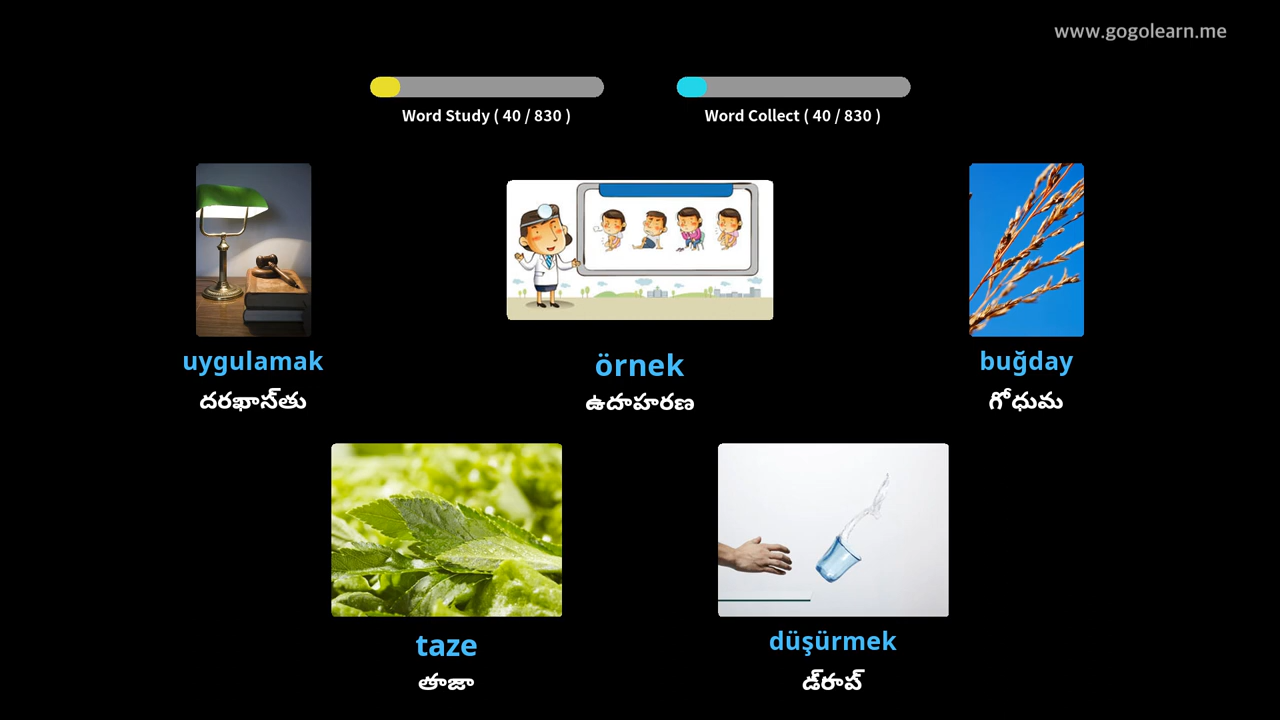 www.gogolearn.me
Word Study ( 40 / 830 )
Word Collect ( 40 / 830 )
uygulamak
దరఖాస్‌తు
örnek
ఉదాహరణ
buğday
గోధుమ
taze
తాజా
düşürmek
డ్‌రాప్